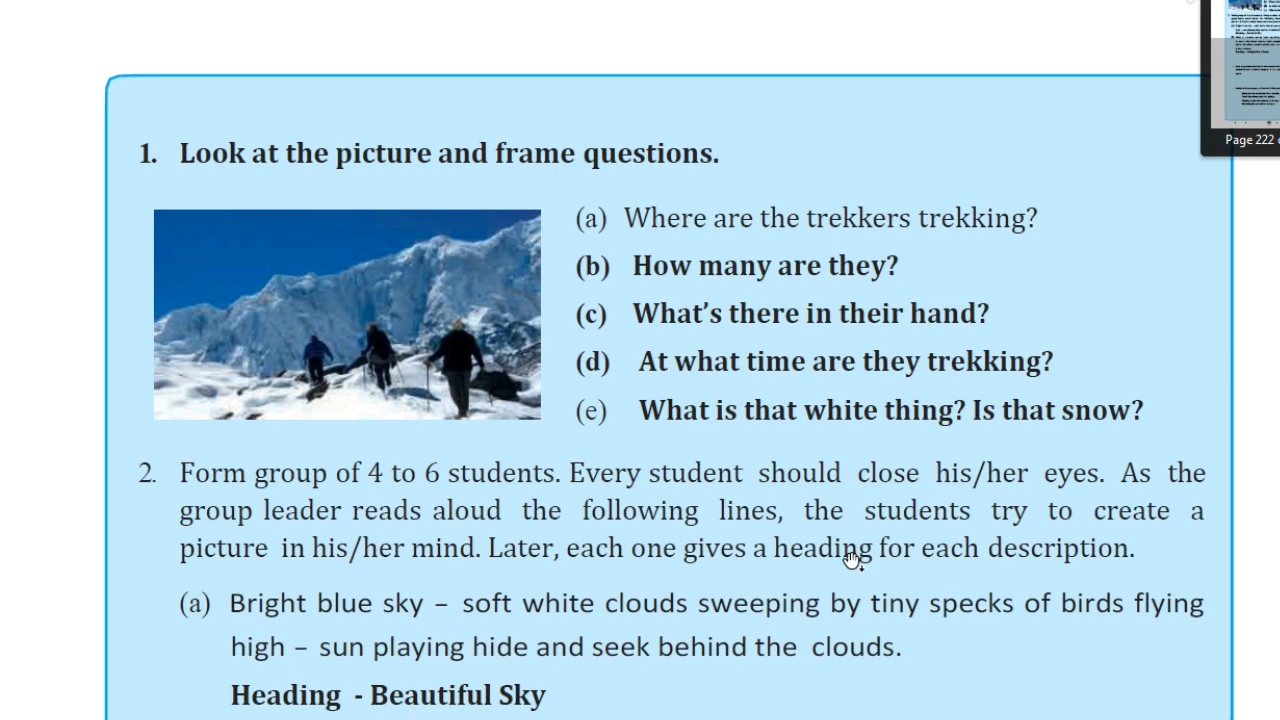 Page 222
1. Look at the picture and frame questions.
(a) Where are the trekkers trekking?
(b) How many are they?
(c) What's there in their hand?
(d) At what time are they trekking?
(e) What is that white thing? Is that snow?
2. Form group of 4 to 6 students. Every student should close his/her eyes. As the
group leader reads aloud the following lines, the students try to create a
picture in his/her mind. Later, each one gives a heading for each description.
(a) Bright blue sky – soft white clouds sweeping by tiny specks of birds flying
high – sun playing hide and seek behind the clouds.
Heading - Beautiful Sky